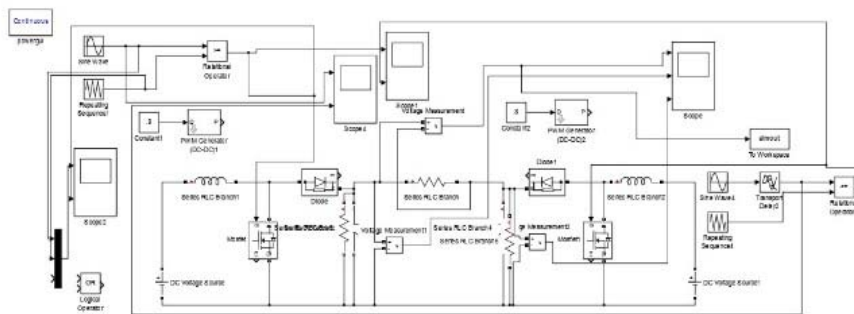 Continuous
powergui
Sine Wave
Repeating
Sequence
Relational
Operator
Scope1
Scope4
Scope
Scope2
Constant1
PWM Generator
(DC-DC)1
Voltage Measurement
Constant2
PWM Generator
(DC-DC)2
simout
To Workspace
Series RLC Branch1
Diode
Series RLC Branch
Diode1
Series RLC Branch2
Sine Wave1
Transport
Delay2
Relational
Operator
Repeating
Sequence1
Mosfet
Voltage Measurement1
Series RLC Branch4
Mosfet1
DC Voltage Source
DC Voltage Source1
OR
Logical
Operator